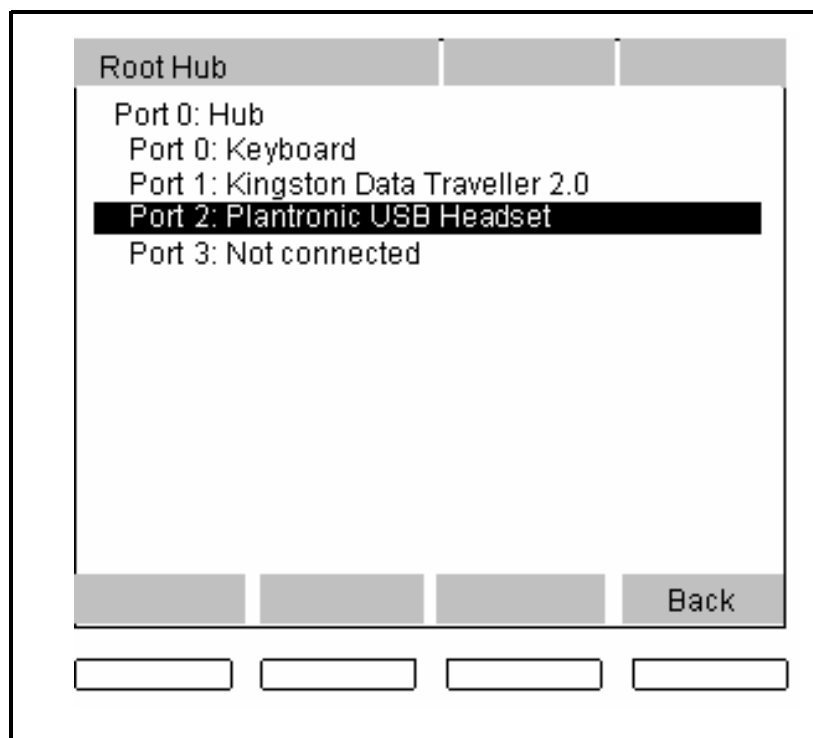 Root Hub
Port 0: Hub
Port 0: Keyboard
Port 1: Kingston Data Traveller 2.0
Port 2: Plantronic USB Headset
Port 3: Not connected
Back